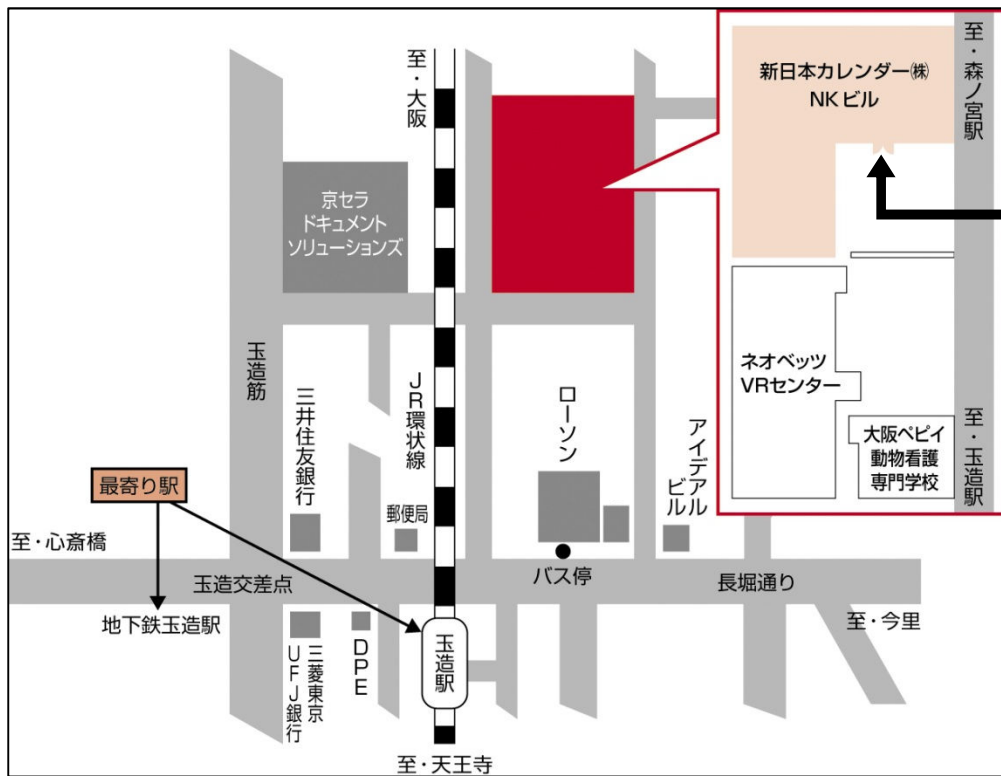 至・大阪
新日本カレンダー㈱
NKビル
至・森ノ宮駅
京セラ
ドキュメント
ソリューションズ
玉造筋
三井住友銀行
JR環状線
ローソン
アイデアル
ビル
ネオベッツ
VRセンター
大阪ペピイ
動物看護
専門学校
至・玉造駅
最寄り駅
郵便局
至・心斎橋
玉造交差点
バス停
長堀通り
地下鉄玉造駅
三菱東京
UFJ銀行
DPE
玉造駅
至・今里
至・天王寺